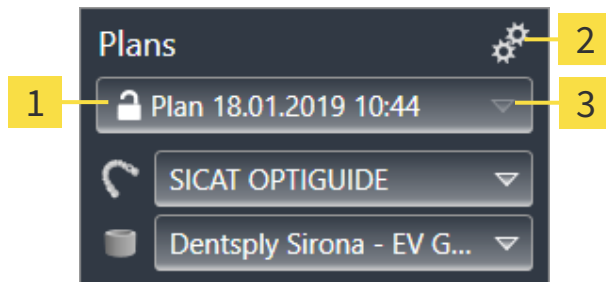 Plans
2
1
Plan 18.01.2019 10:44
3
SICAT OPTIGUIDE
Dentsply Sirona - EV G...